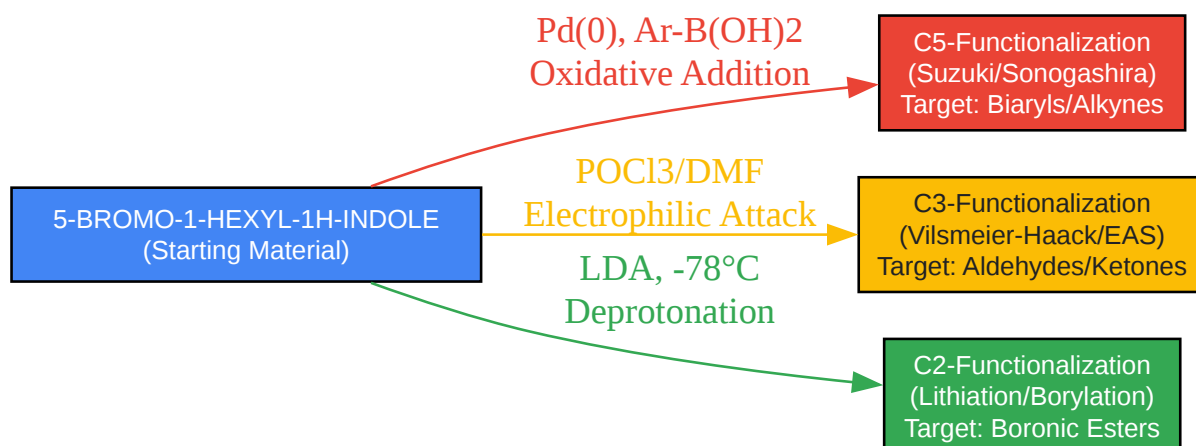 Pd(0), Ar-B(OH)2
Oxidative Addition
C5-Functionalization
(Suzuki/Sonogashira)
Target: Biaryls/Alkynes
5-BROMO-1-HEXYL-1H-INDOLE
(Starting Material)
POCl3/DMF
Electrophilic Attack
C3-Functionalization
(Vilsmeier-Haack/EAS)
Target: Aldehydes/Ketones
LDA, -78°C
Deprotonation
C2-Functionalization
(Lithiation/Borylation)
Target: Boronic Esters